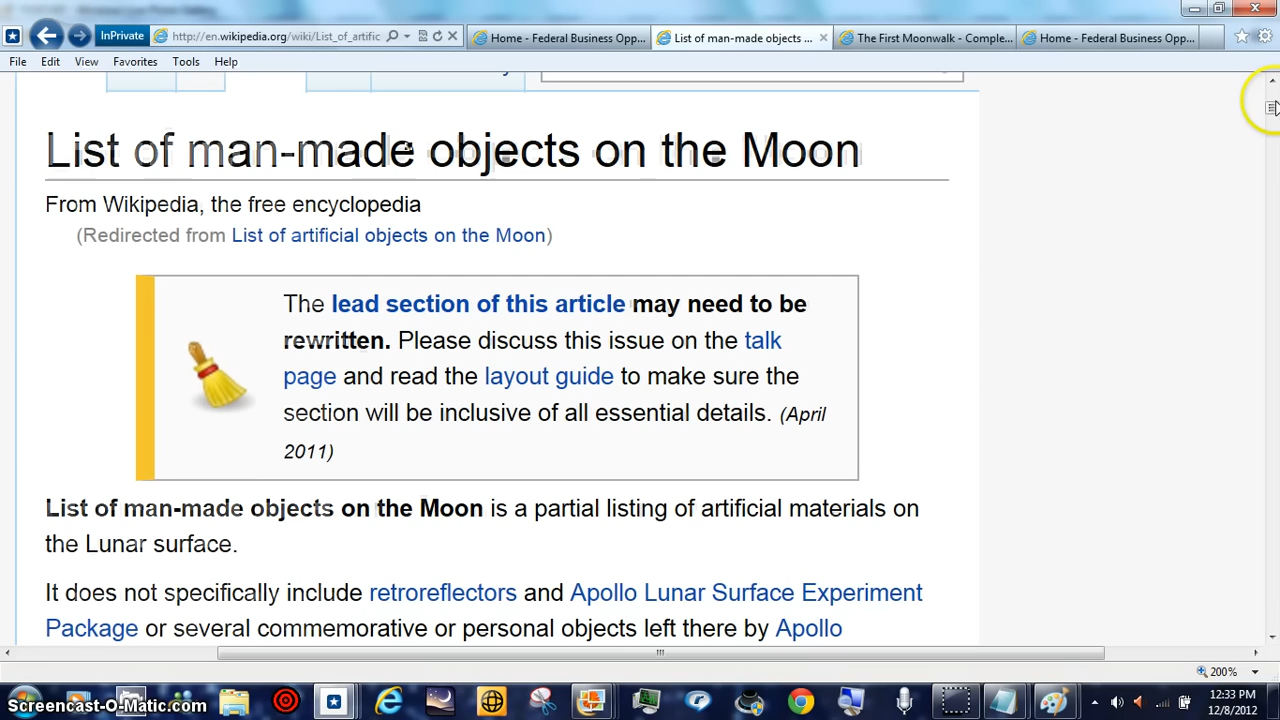 InPrivate
http://en.wikipedia.org/wiki/List_of_artific
Home - Federal Business Opp...
List of man-made objects ...
The First Moonwalk - Comple...
Home - Federal Business Opp...
File Edit View Favorites Tools Help
List of man-made objects on the Moon
From Wikipedia, the free encyclopedia
(Redirected from List of artificial objects on the Moon)
The lead section of this article may need to be
rewritten. Please discuss this issue on the talk
page and read the layout guide to make sure the
section will be inclusive of all essential details. (April
2011)
List of man-made objects on the Moon is a partial listing of artificial materials on
the Lunar surface.
It does not specifically include retroreflectors and Apollo Lunar Surface Experiment
Package or several commemorative or personal objects left there by Apollo
200%
Screencast-O-Matic.com
12:33 PM
12/8/2012